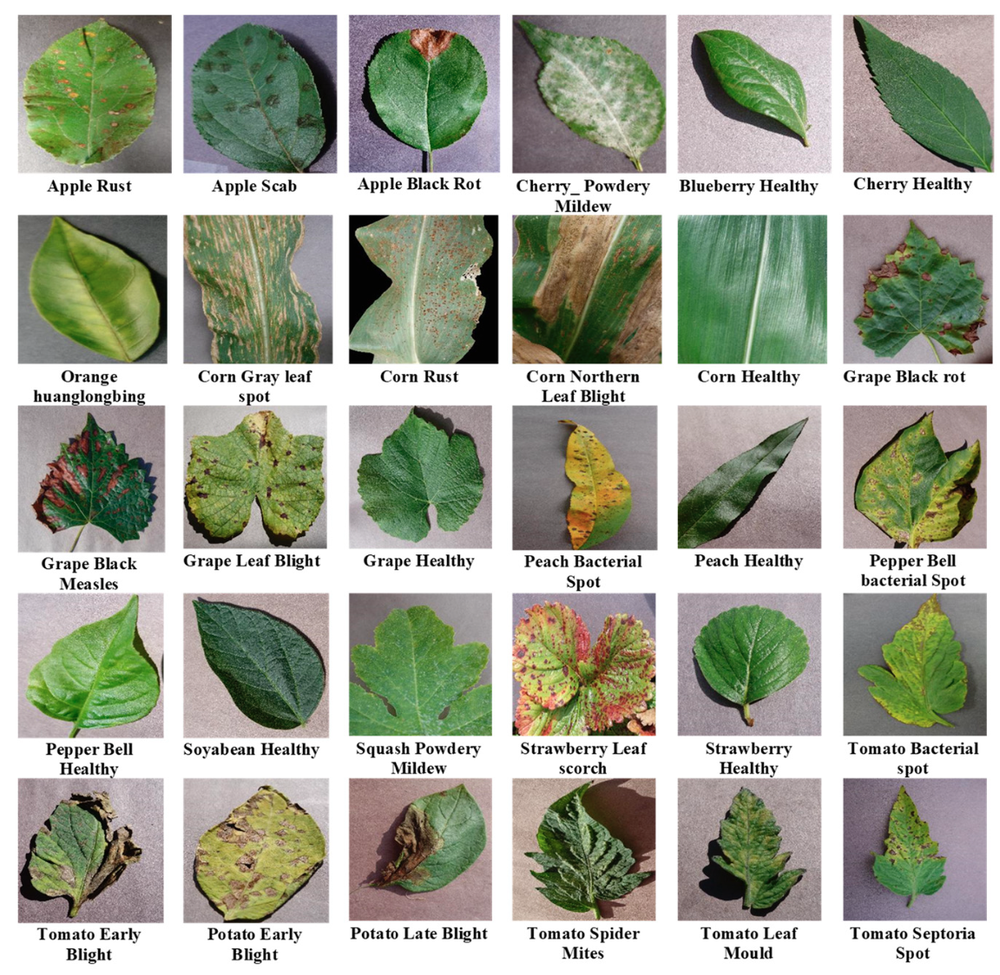 Apple Rust
Apple Scab
Apple Black Rot
Cherry_ Powdery
Mildew
Blueberry Healthy
Cherry Healthy
Orange
huanglongbing
Corn Gray leaf
spot
Corn Rust
Corn Northern
Leaf Blight
Corn Healthy
Grape Black rot
Grape Black
Measles
Grape Leaf Blight
Grape Healthy
Peach Bacterial
Spot
Peach Healthy
Pepper Bell
bacterial Spot
Pepper Bell
Healthy
Soyabean Healthy
Squash Powdery
Mildew
Strawberry Leaf
scorch
Strawberry
Healthy
Tomato Bacterial
spot
Tomato Early
Blight
Potato Early
Blight
Potato Late Blight
Tomato Spider
Mites
Tomato Leaf
Mould
Tomato Septoria
Spot